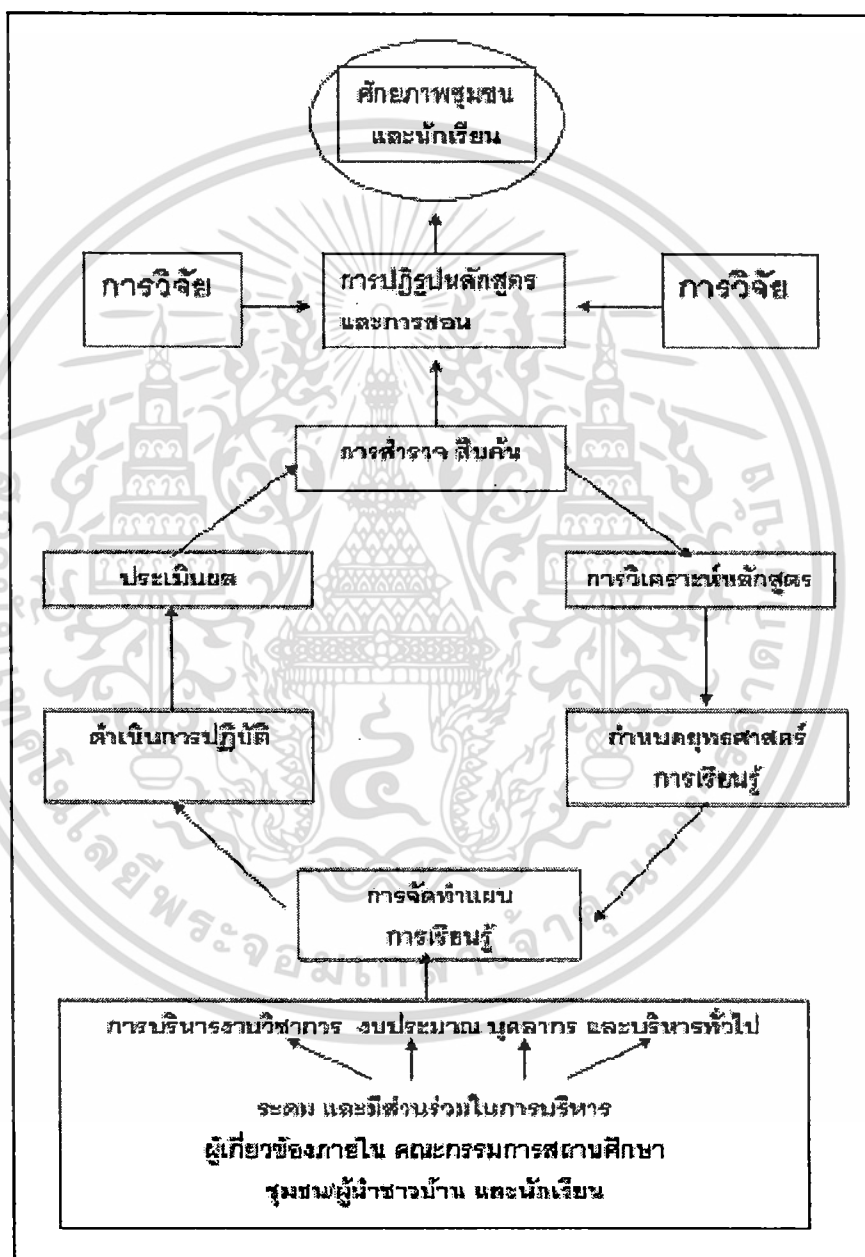 ศักยภาพชุมชน
และนักเรียน
การวิจัย
การปฏิรูปหลักสูตร
และการสอน
การวิจัย
การสำรวจ สืบค้น
ประเมินผล
การวิเคราะห์หลักสูตร
ดำเนินการปฏิบัติ
กำหนดยุทธศาสตร์
การเรียนรู้
การจัดทำแผน
การเรียนรู้
การบริหารงานวิชาการ งบประมาณ บุคลากร และบริหารทั่วไป
ระดม และมีส่วนร่วมในการบริหาร
ผู้เกี่ยวข้องภายใน คณะกรรมการสถานศึกษา
ชุมชน/ผู้นำชาวบ้าน และนักเรียน